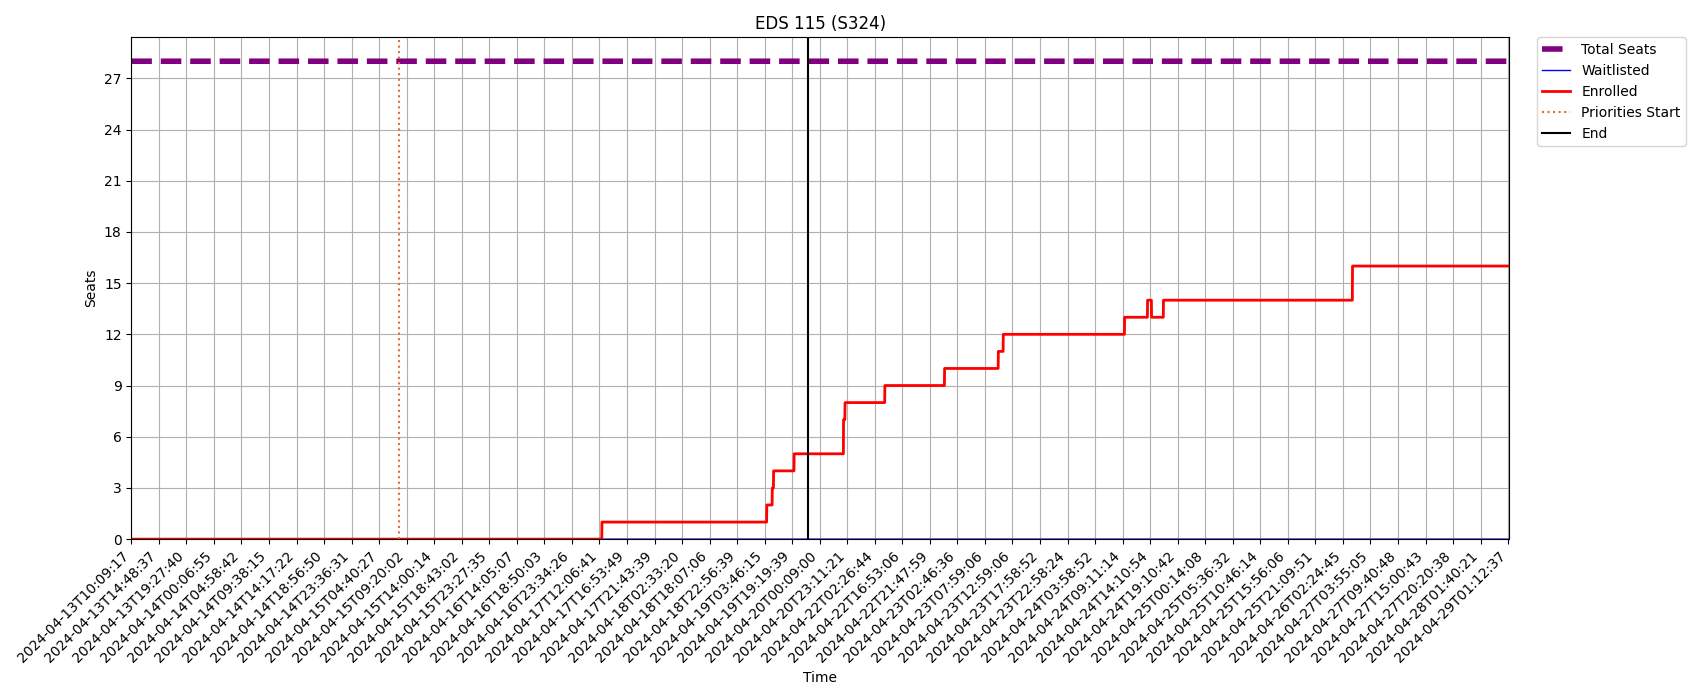 EDS 115 (S324)
Total Seats
Waitlisted
Enrolled
Priorities Start
End
Seats
27
24
21
18
15
12
9
6
3
0
2024-04-13T10:09:17
2024-04-13T14:48:37
2024-04-13T19:27:40
2024-04-14T00:06:55
2024-04-14T04:58:42
2024-04-14T09:38:15
2024-04-14T14:17:22
2024-04-14T18:56:50
2024-04-14T23:36:31
2024-04-15T04:40:27
2024-04-15T09:20:02
2024-04-15T14:00:14
2024-04-15T18:43:02
2024-04-15T23:27:35
2024-04-16T14:05:07
2024-04-16T18:50:03
2024-04-16T23:34:26
2024-04-17T12:06:41
2024-04-17T16:53:49
2024-04-17T21:43:39
2024-04-18T02:33:20
2024-04-18T18:07:06
2024-04-18T22:56:39
2024-04-19T03:46:15
2024-04-19T19:19:39
2024-04-20T00:09:00
2024-04-20T23:11:21
2024-04-22T02:26:44
2024-04-22T16:53:06
2024-04-22T21:47:59
2024-04-23T02:46:36
2024-04-23T07:59:06
2024-04-23T12:59:06
2024-04-23T17:58:52
2024-04-23T22:58:24
2024-04-24T03:58:52
2024-04-24T09:11:14
2024-04-24T14:10:54
2024-04-24T19:10:42
2024-04-25T00:14:08
2024-04-25T05:36:32
2024-04-25T10:46:14
2024-04-25T15:56:06
2024-04-25T21:09:51
2024-04-26T02:24:45
2024-04-27T03:55:05
2024-04-27T09:40:48
2024-04-27T15:00:43
2024-04-27T20:20:38
2024-04-28T01:40:21
2024-04-29T01:12:37
Time